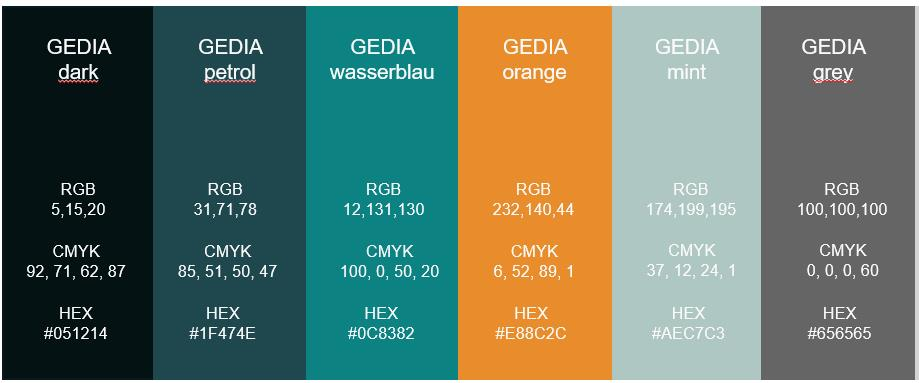 GEDIA
dark
RGB
5,15,20
CMYK
92, 71, 62, 87
HEX
#051214
GEDIA
petrol
RGB
31,71,78
CMYK
85, 51, 50, 47
HEX
#1F474E
GEDIA
wasserblau
RGB
12,131,130
CMYK
100, 0, 50, 20
HEX
#0C8382
GEDIA
orange
RGB
232,140,44
CMYK
6, 52, 89, 1
HEX
#E88C2C
GEDIA
mint
RGB
174,199,195
CMYK
37, 12, 24, 1
HEX
#AEC7C3
GEDIA
grey
RGB
100,100,100
CMYK
0, 0, 0, 60
HEX
#656565